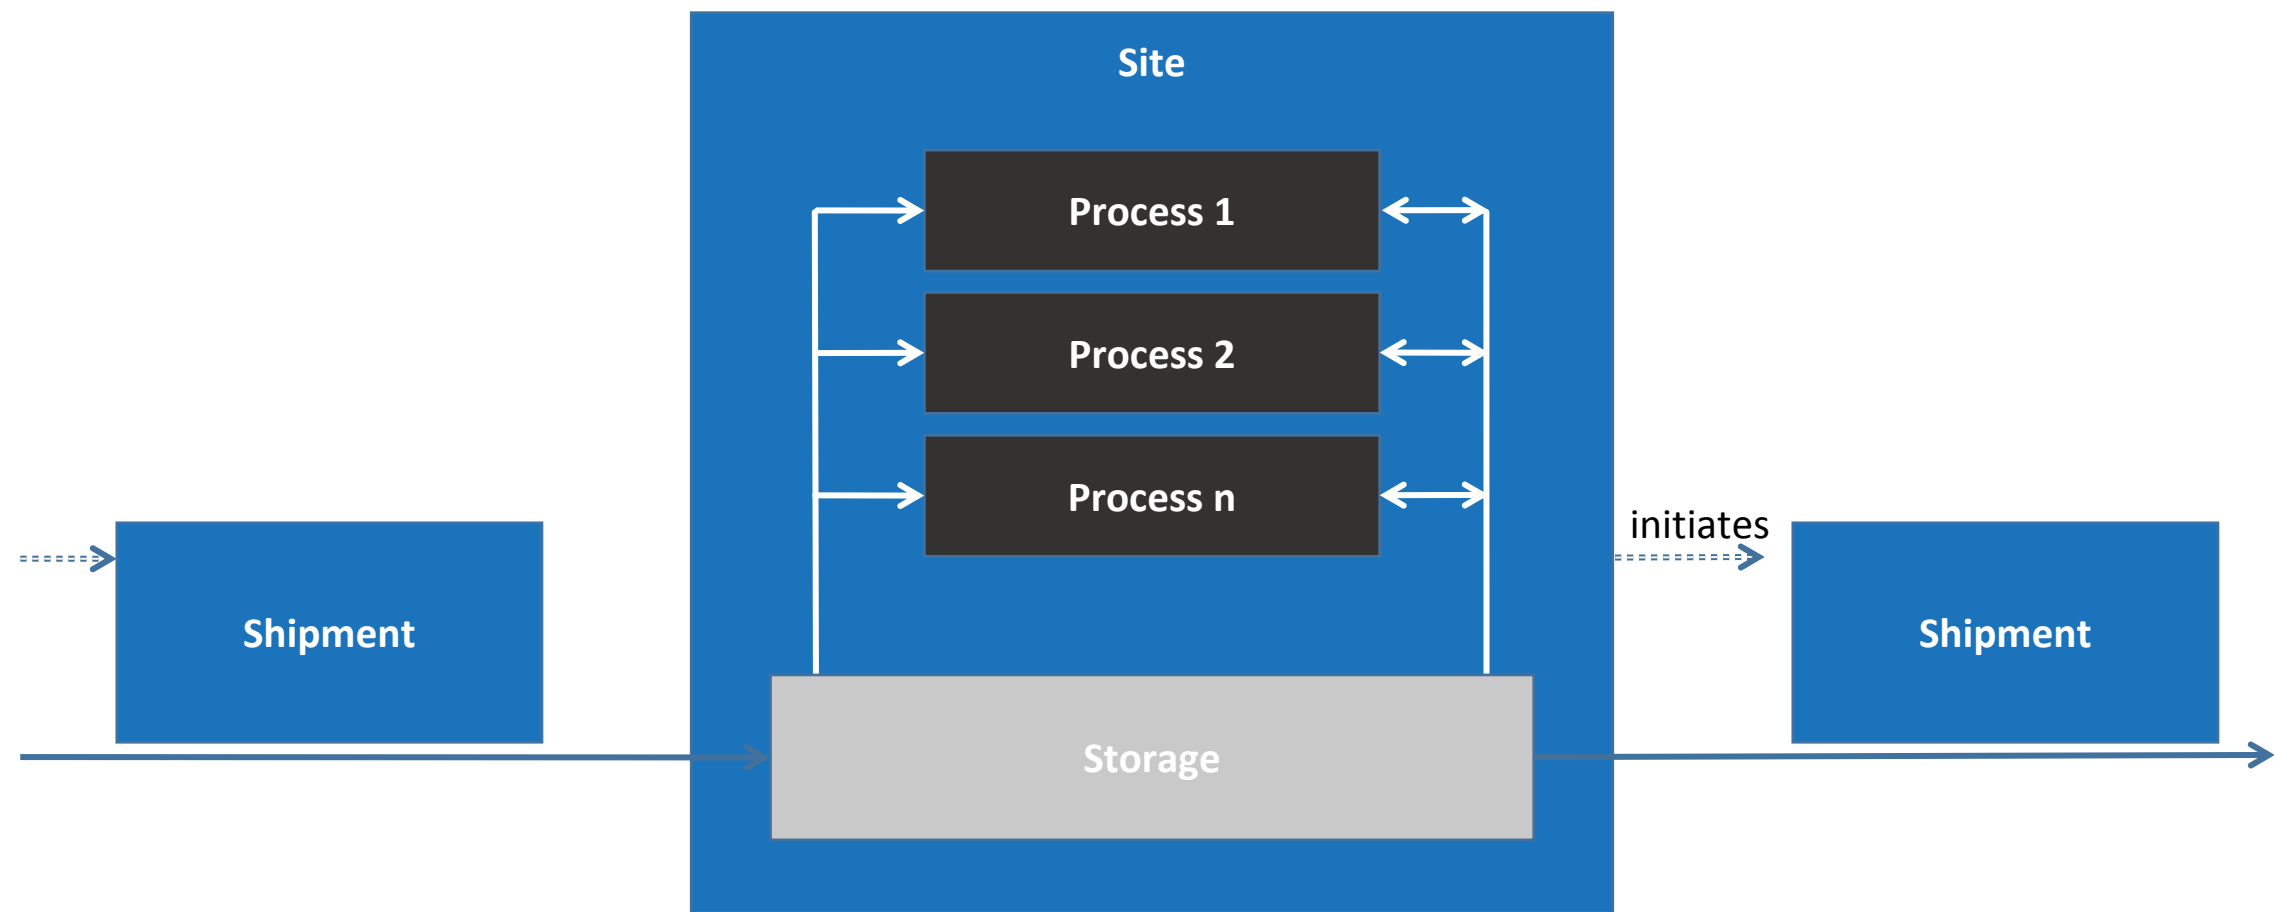 Site
Process 1
Process 2
Process n
initiates
Shipment
Shipment
Storage